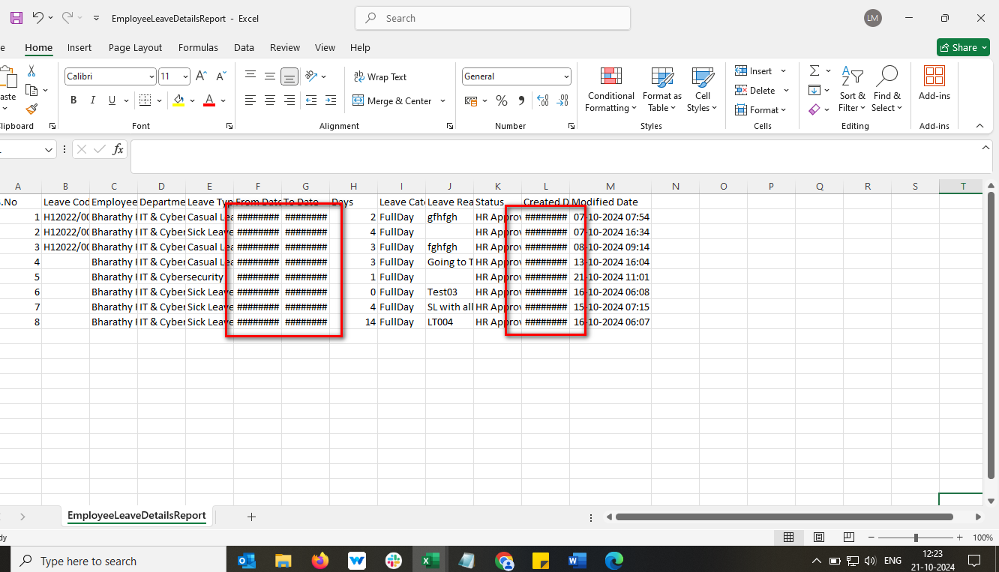 EmployeeLeaveDetailsReport - Excel
Search
LM
e Home Insert Page Layout Formulas Data Review View Help
Share
aste
Calibri 11
B I U A
Wrap Text
Merge & Center
General
Conditional Formatting
Format as Table
Cell Styles
Insert
Delete
Format
Sort & Filter
Find & Select
Add-ins
lipboard Font Alignment Number Styles Cells Editing Add-ins
fx
A B C D E F G H I J K L M N O P Q R S T
.No Leave Cod Employee Departme Leave Typ From Date To Date Days Leave Cate Leave Rea Status Created D Modified Date
1 H12022/00 Bharathy F IT & Cyber Casual Lea ######## ######## 2 FullDay gfhfgh HR Approv ######## 07-10-2024 07:54
2 H12022/00 Bharathy F IT & Cyber Sick Leave ######## ######## 4 FullDay HR Approv ######## 07-10-2024 16:34
3 H12022/00 Bharathy F IT & Cyber Casual Lea ######## ######## 3 FullDay fghfgh HR Approv ######## 08-10-2024 09:14
4 Bharathy F IT & Cyber Casual Lea ######## ######## 3 FullDay Going to T HR Approv ######## 13-10-2024 16:04
5 Bharathy F IT & Cyber security ######## ######## 1 FullDay HR Approv ######## 21-10-2024 11:01
6 Bharathy F IT & Cyber Sick Leave ######## ######## 0 FullDay Test03 HR Approv ######## 16-10-2024 06:08
7 Bharathy F IT & Cyber Sick Leave ######## ######## 4 FullDay SL with all HR Approv ######## 15-10-2024 07:15
8 Bharathy F IT & Cyber Sick Leave ######## ######## 14 FullDay LT004 HR Approv ######## 16-10-2024 06:07
EmployeeLeaveDetailsReport
dy
100%
Type here to search
ENG
12:23
21-10-2024